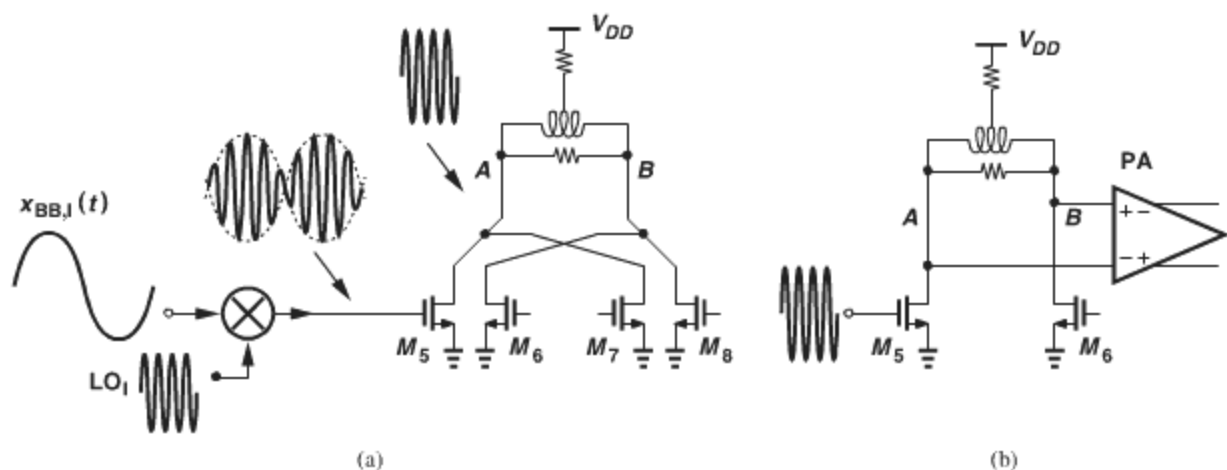 V_DD
A
B
x_BB,I (t)
LO_I
M_5
M_6
M_7
M_8
(a)
V_DD
PA
A
B
+ −
− +
M_5
M_6
(b)